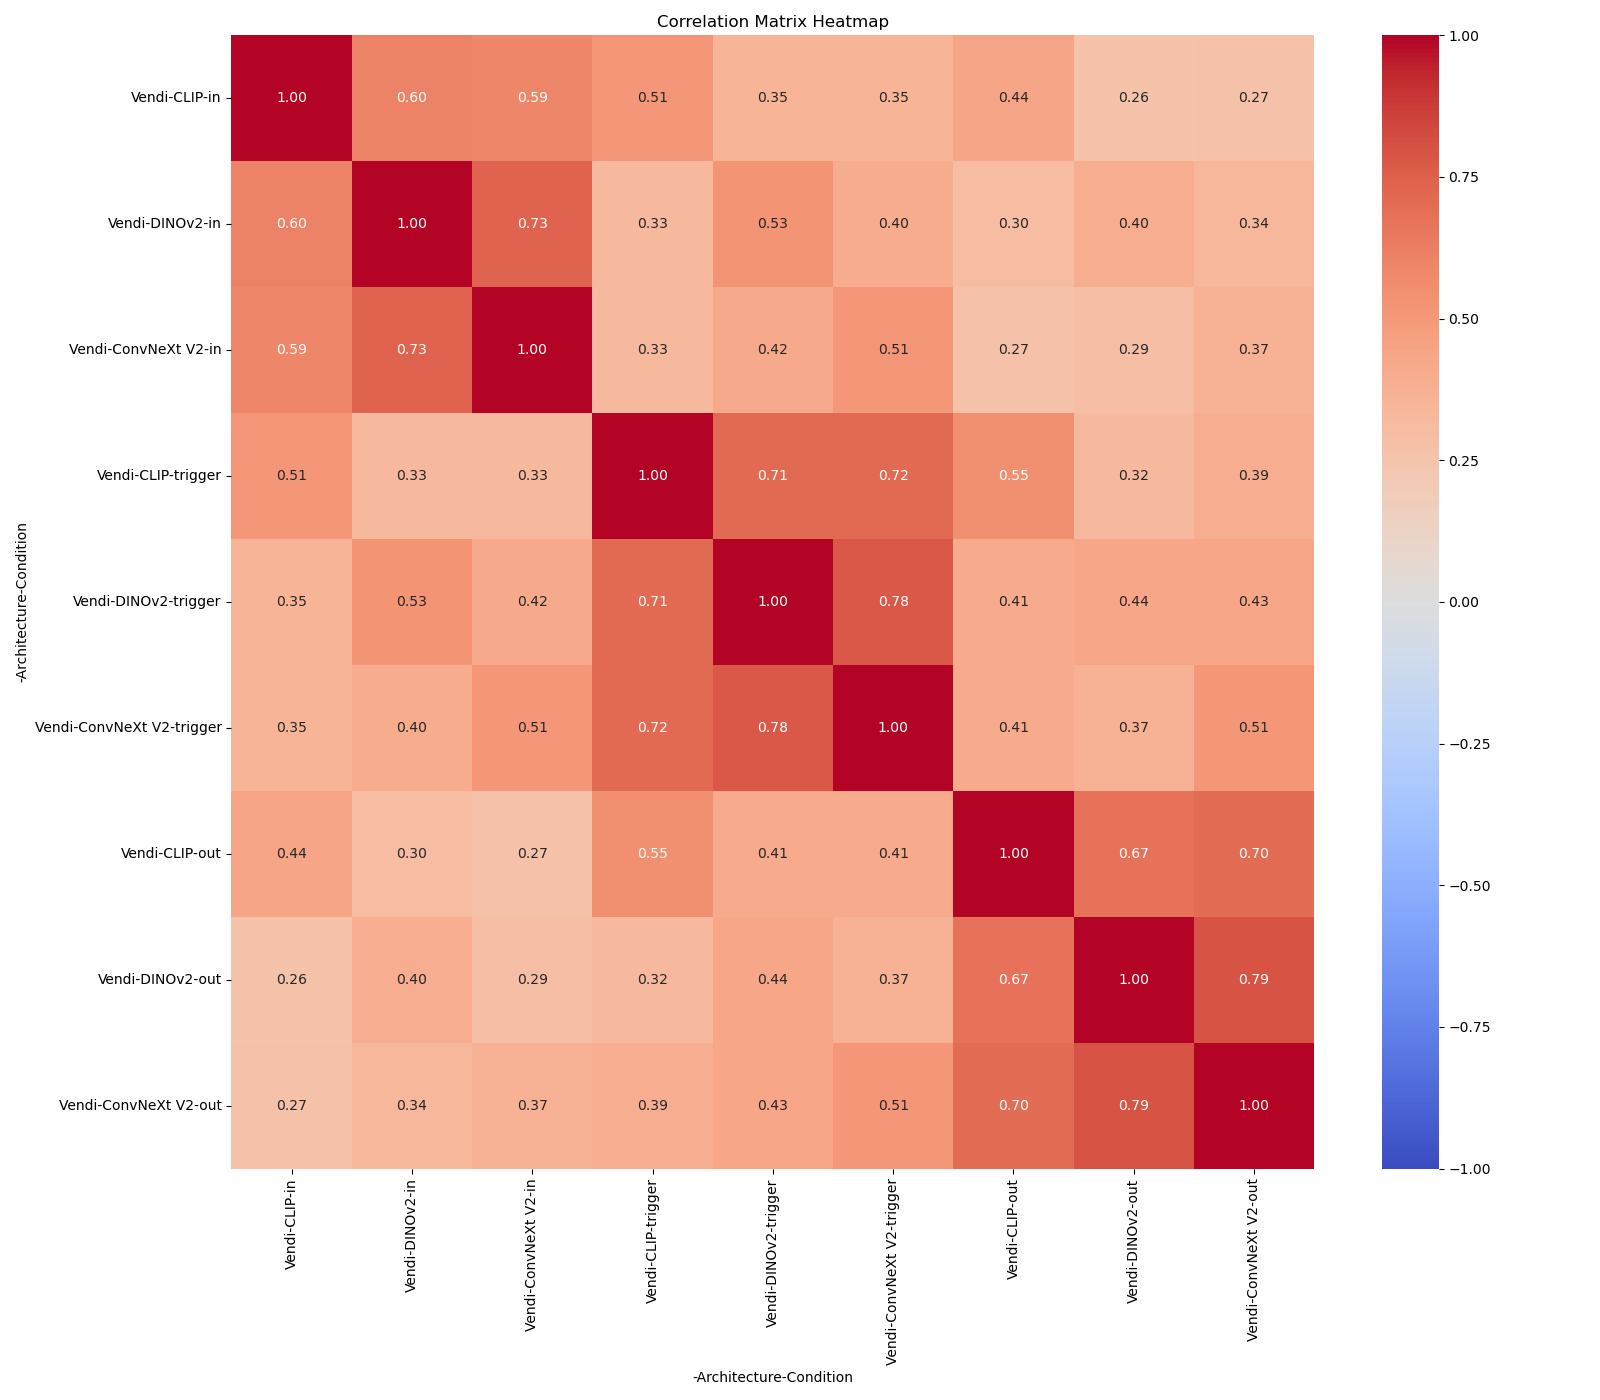 Correlation Matrix Heatmap
Vendi-CLIP-in 1.00 0.60 0.59 0.51 0.35 0.35 0.44 0.26 0.27
Vendi-DINOv2-in 0.60 1.00 0.73 0.33 0.53 0.40 0.30 0.40 0.34
Vendi-ConvNeXt V2-in 0.59 0.73 1.00 0.33 0.42 0.51 0.27 0.29 0.37
Vendi-CLIP-trigger 0.51 0.33 0.33 1.00 0.71 0.72 0.55 0.32 0.39
Vendi-DINOv2-trigger 0.35 0.53 0.42 0.71 1.00 0.78 0.41 0.44 0.43
Vendi-ConvNeXt V2-trigger 0.35 0.40 0.51 0.72 0.78 1.00 0.41 0.37 0.51
Vendi-CLIP-out 0.44 0.30 0.27 0.55 0.41 0.41 1.00 0.67 0.70
Vendi-DINOv2-out 0.26 0.40 0.29 0.32 0.44 0.37 0.67 1.00 0.79
Vendi-ConvNeXt V2-out 0.27 0.34 0.37 0.39 0.43 0.51 0.70 0.79 1.00
-Architecture-Condition
Vendi-CLIP-in
Vendi-DINOv2-in
Vendi-ConvNeXt V2-in
Vendi-CLIP-trigger
Vendi-DINOv2-trigger
Vendi-ConvNeXt V2-trigger
Vendi-CLIP-out
Vendi-DINOv2-out
Vendi-ConvNeXt V2-out
-Architecture-Condition
1.00
0.75
0.50
0.25
0.00
−0.25
−0.50
−0.75
−1.00